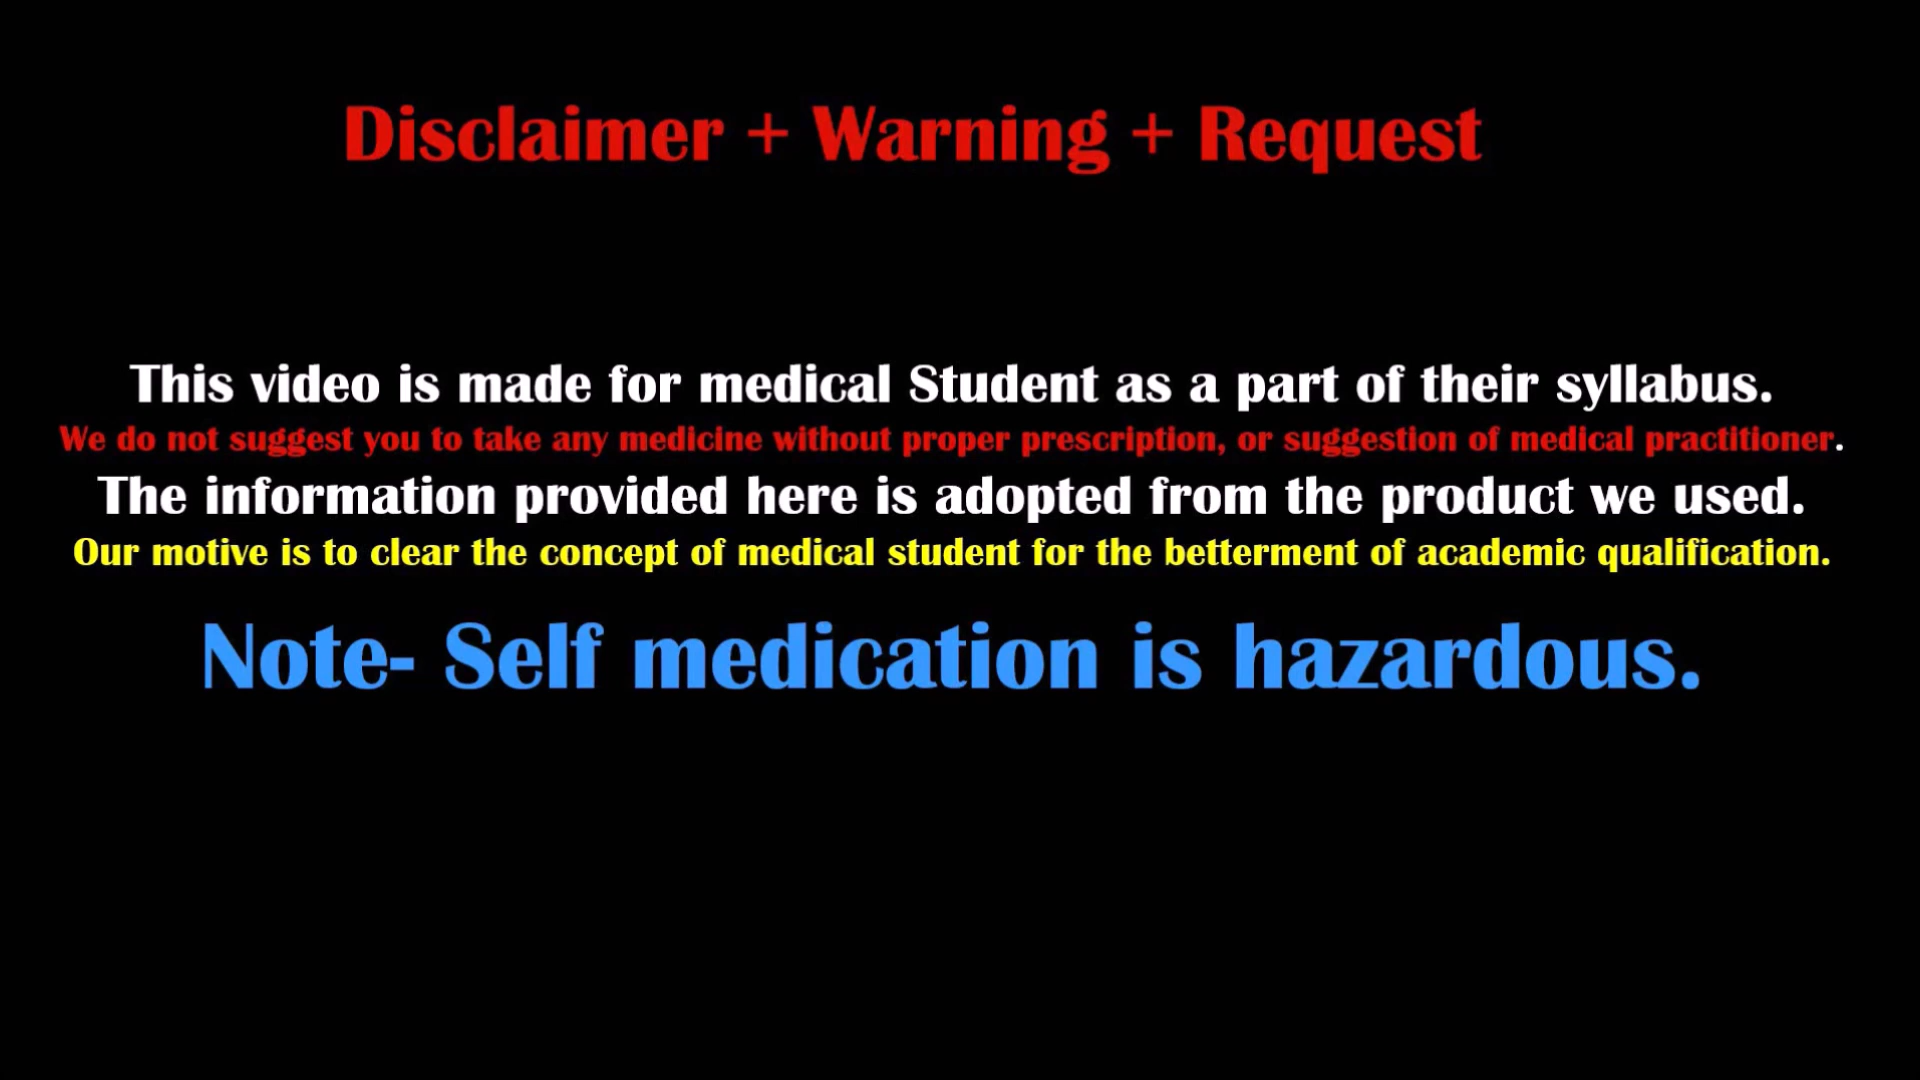 Disclaimer + Warning + Request
This video is made for medical Student as a part of their syllabus.
We do not suggest you to take any medicine without proper prescription, or suggestion of medical practitioner.
The information provided here is adopted from the product we used.
Our motive is to clear the concept of medical student for the betterment of academic qualification.
Note- Self medication is hazardous.